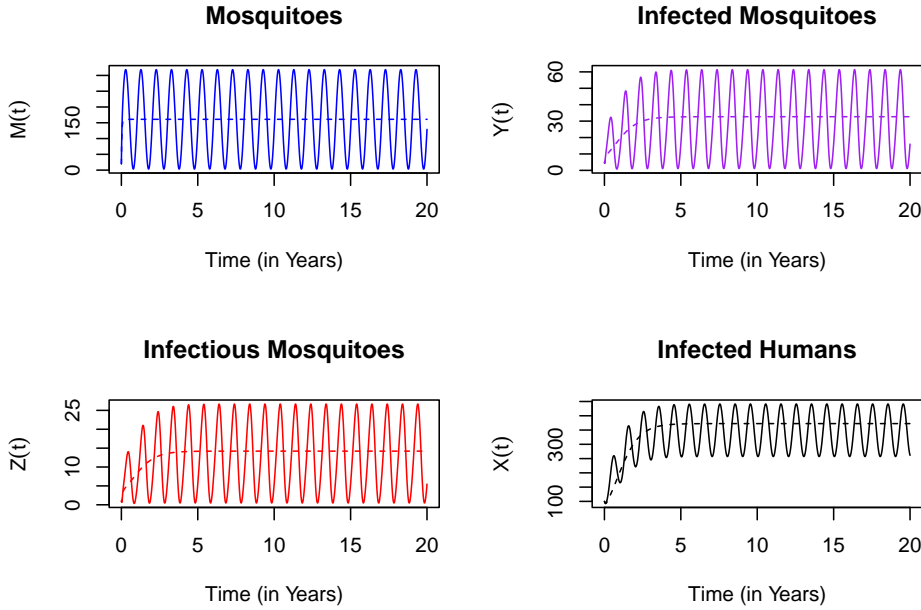 Mosquitoes
M(t)
150
0
0 5 10 15 20
Time (in Years)
Infected Mosquitoes
Y(t)
60
30
0
0 5 10 15 20
Time (in Years)
Infectious Mosquitoes
Z(t)
25
10
0
0 5 10 15 20
Time (in Years)
Infected Humans
X(t)
300
100
0 5 10 15 20
Time (in Years)